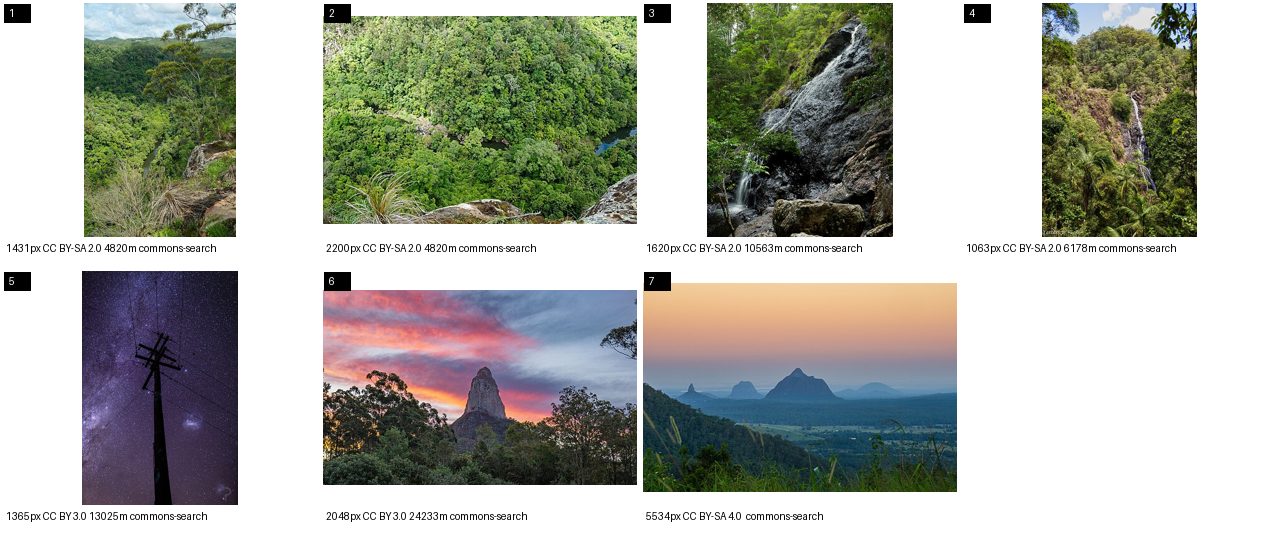 1
2
3
4
1431px CC BY-SA 2.0 4820m commons-search
2200px CC BY-SA 2.0 4820m commons-search
1620px CC BY-SA 2.0 10563m commons-search
1063px CC BY-SA 2.0 6178m commons-search
5
6
7
1365px CC BY 3.0 13025m commons-search
2048px CC BY 3.0 24233m commons-search
5534px CC BY-SA 4.0 commons-search